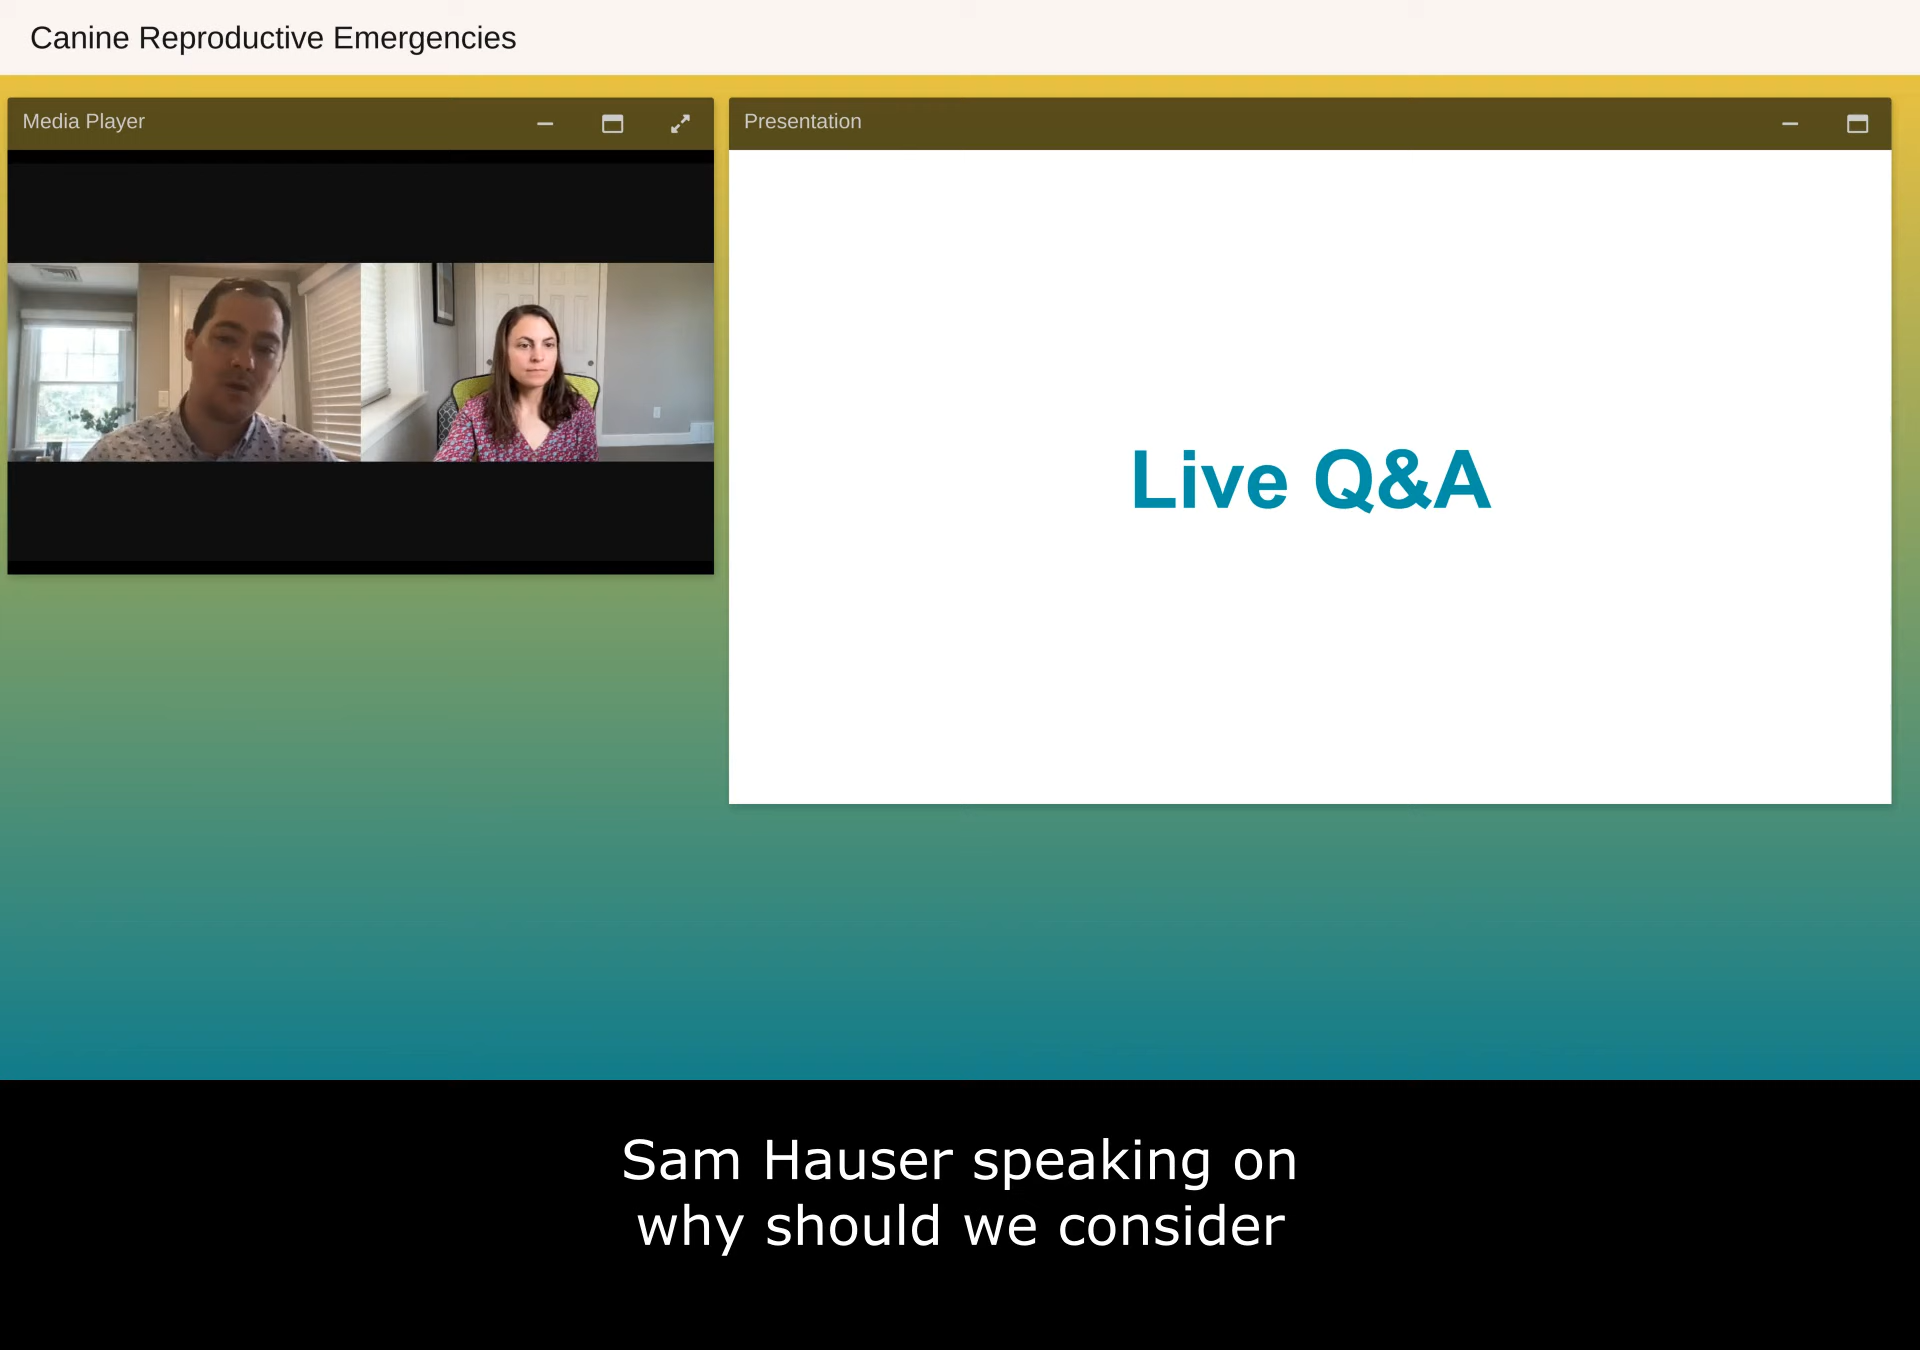 Canine Reproductive Emergencies
Media Player
Presentation
Live Q&A
Sam Hauser speaking on
why should we consider